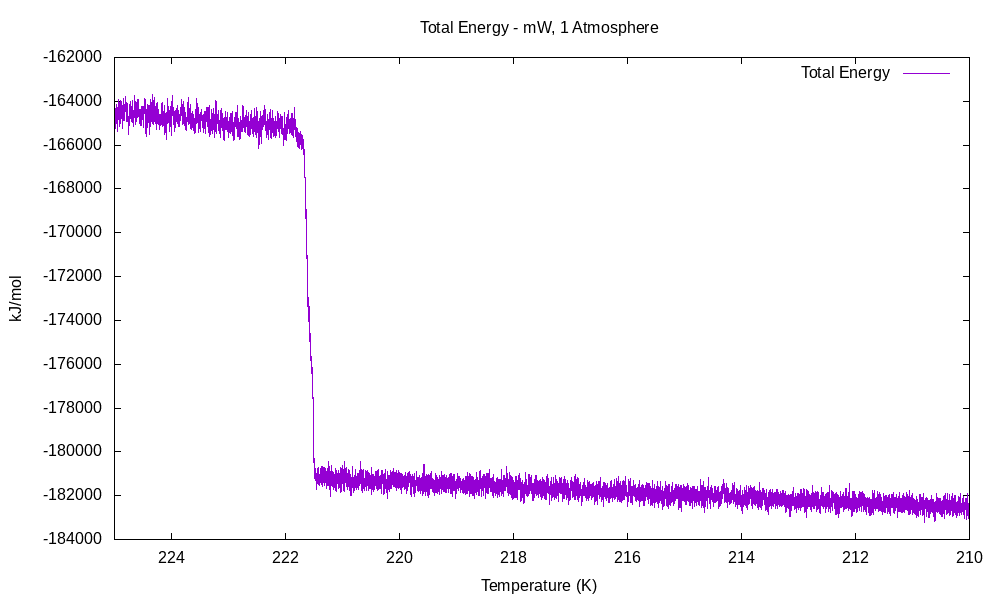 Total Energy - mW, 1 Atmosphere
Total Energy
-162000
-164000
-166000
-168000
-170000
-172000
-174000
-176000
-178000
-180000
-182000
-184000
kJ/mol
224 222 220 218 216 214 212 210
Temperature (K)